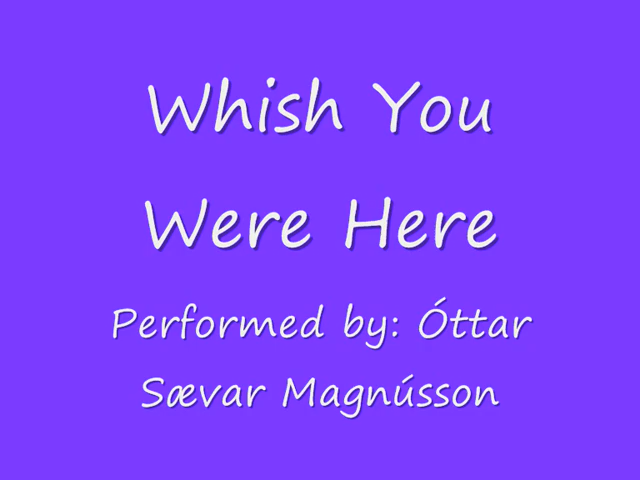 Whish You
Were Here
Performed by: Óttar
Sævar Magnússon